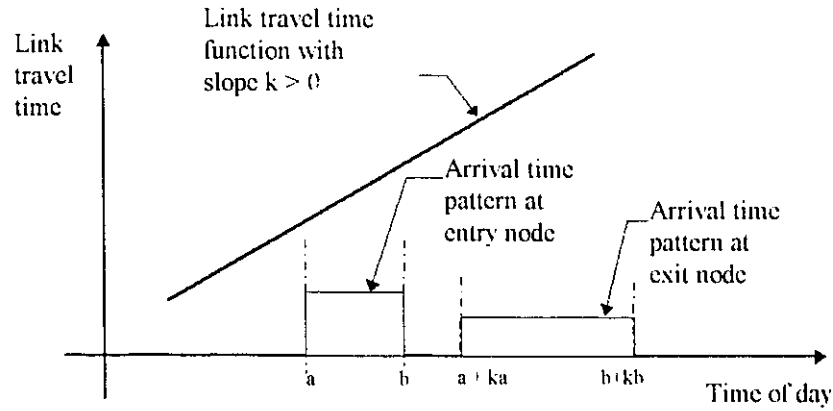 Link
travel
time
Link travel time
function with
slope k > 0
Arrival time
pattern at
entry node
Arrival time
pattern at
exit node
a
b
a + ka
b+kb
Time of day